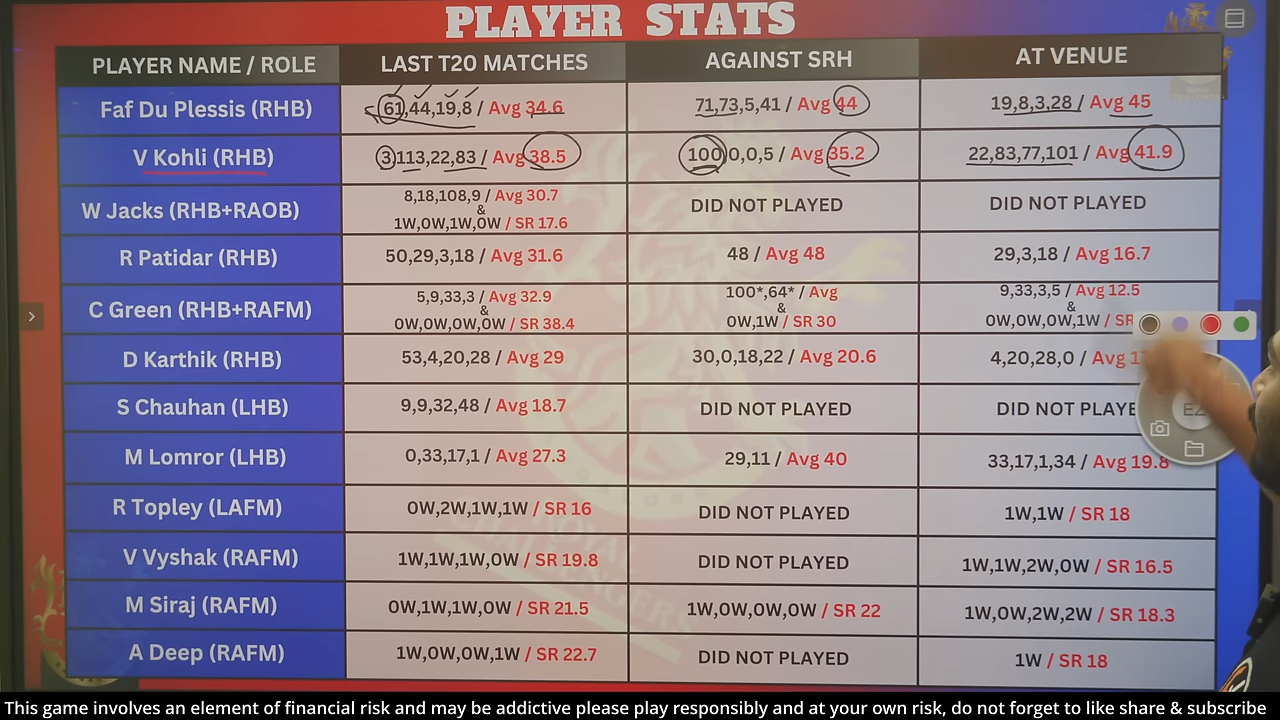 PLAYER STATS
PLAYER NAME / ROLE LAST T20 MATCHES AGAINST SRH AT VENUE
Faf Du Plessis (RHB) 61,44,19,8 / Avg 34.6 71,73,5,41 / Avg 44 19,8,3,28 / Avg 45
V Kohli (RHB) 3,113,22,83 / Avg 38.5 100,0,0,5 / Avg 35.2 22,83,77,101 / Avg 41.9
W Jacks (RHB+RAOB) 8,18,108,9 / Avg 30.7 & 1W,0W,1W,0W / SR 17.6 DID NOT PLAYED DID NOT PLAYED
R Patidar (RHB) 50,29,3,18 / Avg 31.6 48 / Avg 48 29,3,18 / Avg 16.7
C Green (RHB+RAFM) 5,9,33,3 / Avg 32.9 & 0W,0W,0W,0W / SR 38.4 100*,64* / Avg & 0W,1W / SR 30 9,33,3,5 / Avg 12.5 & 0W,0W,0W,1W / SR
D Karthik (RHB) 53,4,20,28 / Avg 29 30,0,18,22 / Avg 20.6 4,20,28,0 / Avg
S Chauhan (LHB) 9,9,32,48 / Avg 18.7 DID NOT PLAYED DID NOT PLAYE
M Lomror (LHB) 0,33,17,1 / Avg 27.3 29,11 / Avg 40 33,17,1,34 / Avg 19.8
R Topley (LAFM) 0W,2W,1W,1W / SR 16 DID NOT PLAYED 1W,1W / SR 18
V Vyshak (RAFM) 1W,1W,1W,0W / SR 19.8 DID NOT PLAYED 1W,1W,2W,0W / SR 16.5
M Siraj (RAFM) 0W,1W,1W,0W / SR 21.5 1W,0W,0W,0W / SR 22 1W,0W,2W,2W / SR 18.3
A Deep (RAFM) 1W,0W,0W,1W / SR 22.7 DID NOT PLAYED 1W / SR 18
This game involves an element of financial risk and may be addictive please play responsibly and at your own risk, do not forget to like share & subscribe